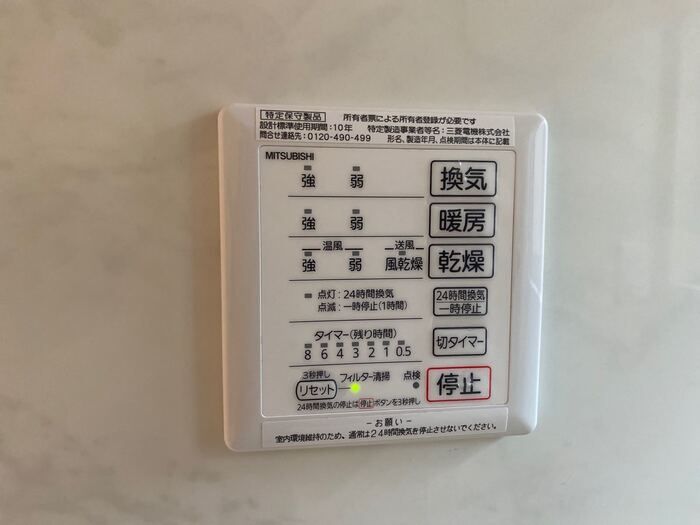 特定保守製品 所有者票による所有者登録が必要です
設計標準使用期間:10年 特定製造事業者等名:三菱電機株式会社
問合せ連絡先:0120-490-499 形名、製造年月、点検期間は本体に記載
MITSUBISHI
強 弱 換気
強 弱 暖房
温風 送風
強 弱 風乾燥 乾燥
点灯:24時間換気
点滅:一時停止(1時間)
24時間換気
一時停止
タイマー(残り時間)
8 6 4 3 2 1 0.5
切タイマー
3秒押し
リセット フィルター清掃 点検 停止
24時間換気の停止は停止ボタンを3秒押し
-お願い-
室内環境維持のため、通常は24時間換気を停止させないでください。